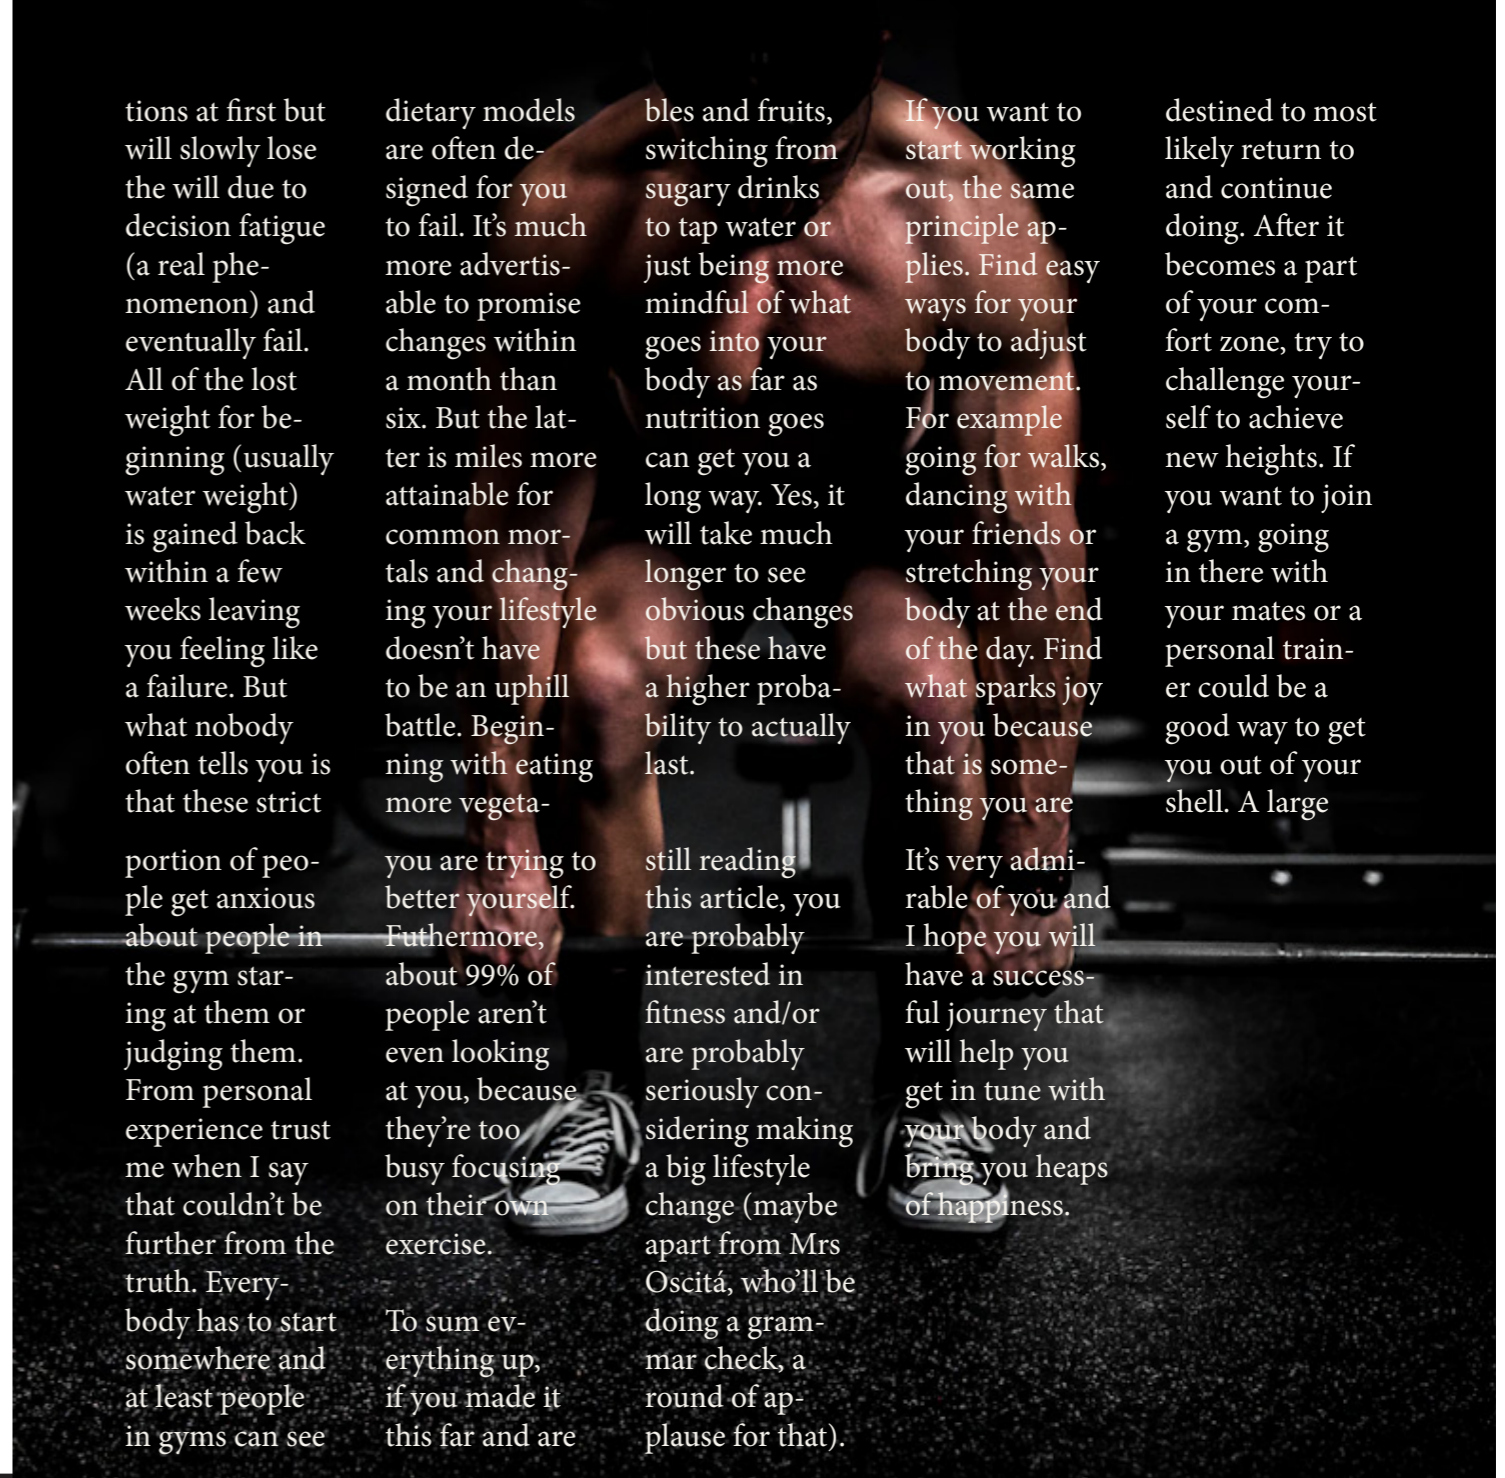 tions at first but
will slowly lose
the will due to
decision fatigue
(a real phe-
nomenon) and
eventually fail.
All of the lost
weight for be-
ginning (usually
water weight)
is gained back
within a few
weeks leaving
you feeling like
a failure. But
what nobody
often tells you is
that these strict
dietary models
are often de-
signed for you
to fail. It’s much
more advertis-
able to promise
changes within
a month than
six. But the lat-
ter is miles more
attainable for
common mor-
tals and chang-
ing your lifestyle
doesn’t have
to be an uphill
battle. Begin-
ning with eating
more vegeta-
bles and fruits,
switching from
sugary drinks
to tap water or
just being more
mindful of what
goes into your
body as far as
nutrition goes
can get you a
long way. Yes, it
will take much
longer to see
obvious changes
but these have
a higher proba-
bility to actually
last.
If you want to
start working
out, the same
principle ap-
plies. Find easy
ways for your
body to adjust
to movement.
For example
going for walks,
dancing with
your friends or
stretching your
body at the end
of the day. Find
what sparks joy
in you because
that is some-
thing you are
destined to most
likely return to
and continue
doing. After it
becomes a part
of your com-
fort zone, try to
challenge your-
self to achieve
new heights. If
you want to join
a gym, going
in there with
your mates or a
personal train-
er could be a
good way to get
you out of your
shell. A large
portion of peo-
ple get anxious
about people in
the gym star-
ing at them or
judging them.
From personal
experience trust
me when I say
that couldn’t be
further from the
truth. Every-
body has to start
somewhere and
at least people
in gyms can see
you are trying to
better yourself.
Futhermore,
about 99% of
people aren’t
even looking
at you, because
they’re too
busy focusing
on their own
exercise.
To sum ev-
erything up,
if you made it
this far and are
still reading
this article, you
are probably
interested in
fitness and/or
are probably
seriously con-
sidering making
a big lifestyle
change (maybe
apart from Mrs
Oscitá, who’ll be
doing a gram-
mar check, a
round of ap-
plause for that).
It’s very admi-
rable of you and
I hope you will
have a success-
ful journey that
will help you
get in tune with
your body and
bring you heaps
of happiness.